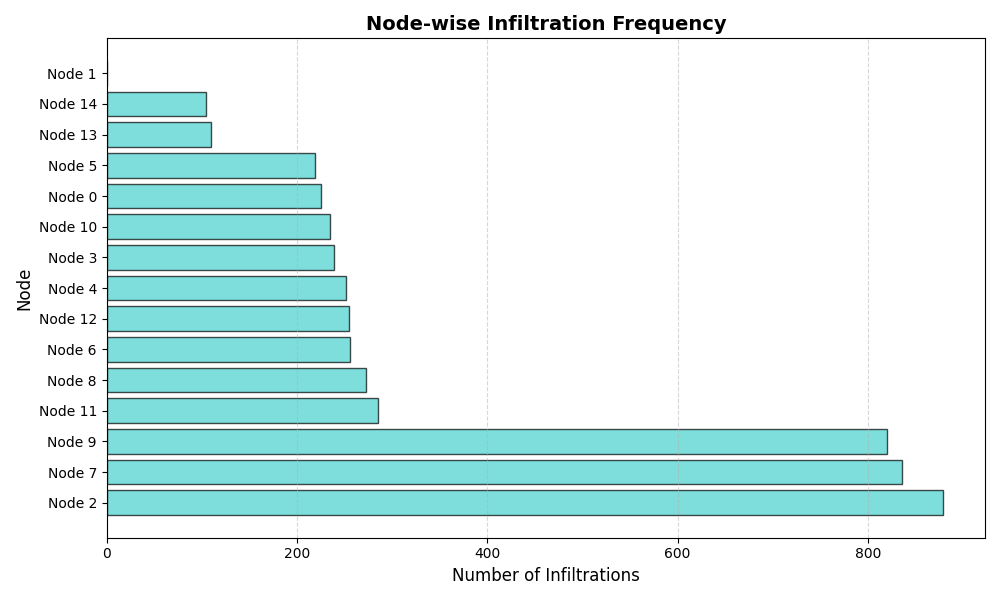 Node-wise Infiltration Frequency
Node
Node 1
Node 14
Node 13
Node 5
Node 0
Node 10
Node 3
Node 4
Node 12
Node 6
Node 8
Node 11
Node 9
Node 7
Node 2
0 200 400 600 800
Number of Infiltrations